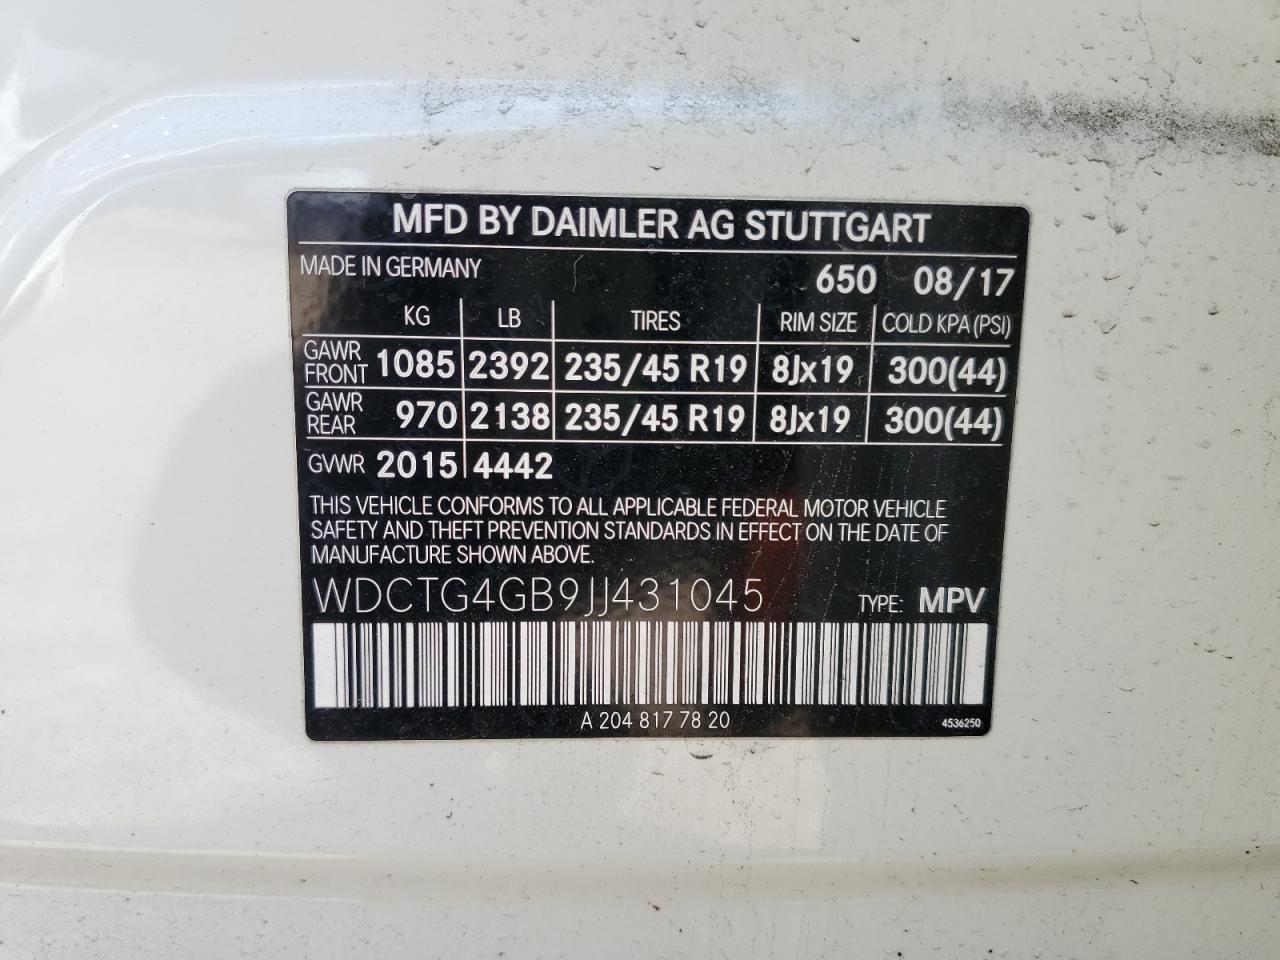 MFD BY DAIMLER AG STUTTGART
MADE IN GERMANY 650 08/17
KG LB TIRES RIM SIZE COLD KPA (PSI)
GAWR FRONT 1085 2392 235/45 R19 8Jx19 300(44)
GAWR REAR 970 2138 235/45 R19 8Jx19 300(44)
GVWR 2015 4442
THIS VEHICLE CONFORMS TO ALL APPLICABLE FEDERAL MOTOR VEHICLE
SAFETY AND THEFT PREVENTION STANDARDS IN EFFECT ON THE DATE OF
MANUFACTURE SHOWN ABOVE.
WDCTG4GB9JJ431045 TYPE: MPV
A 204 817 78 20 4536250